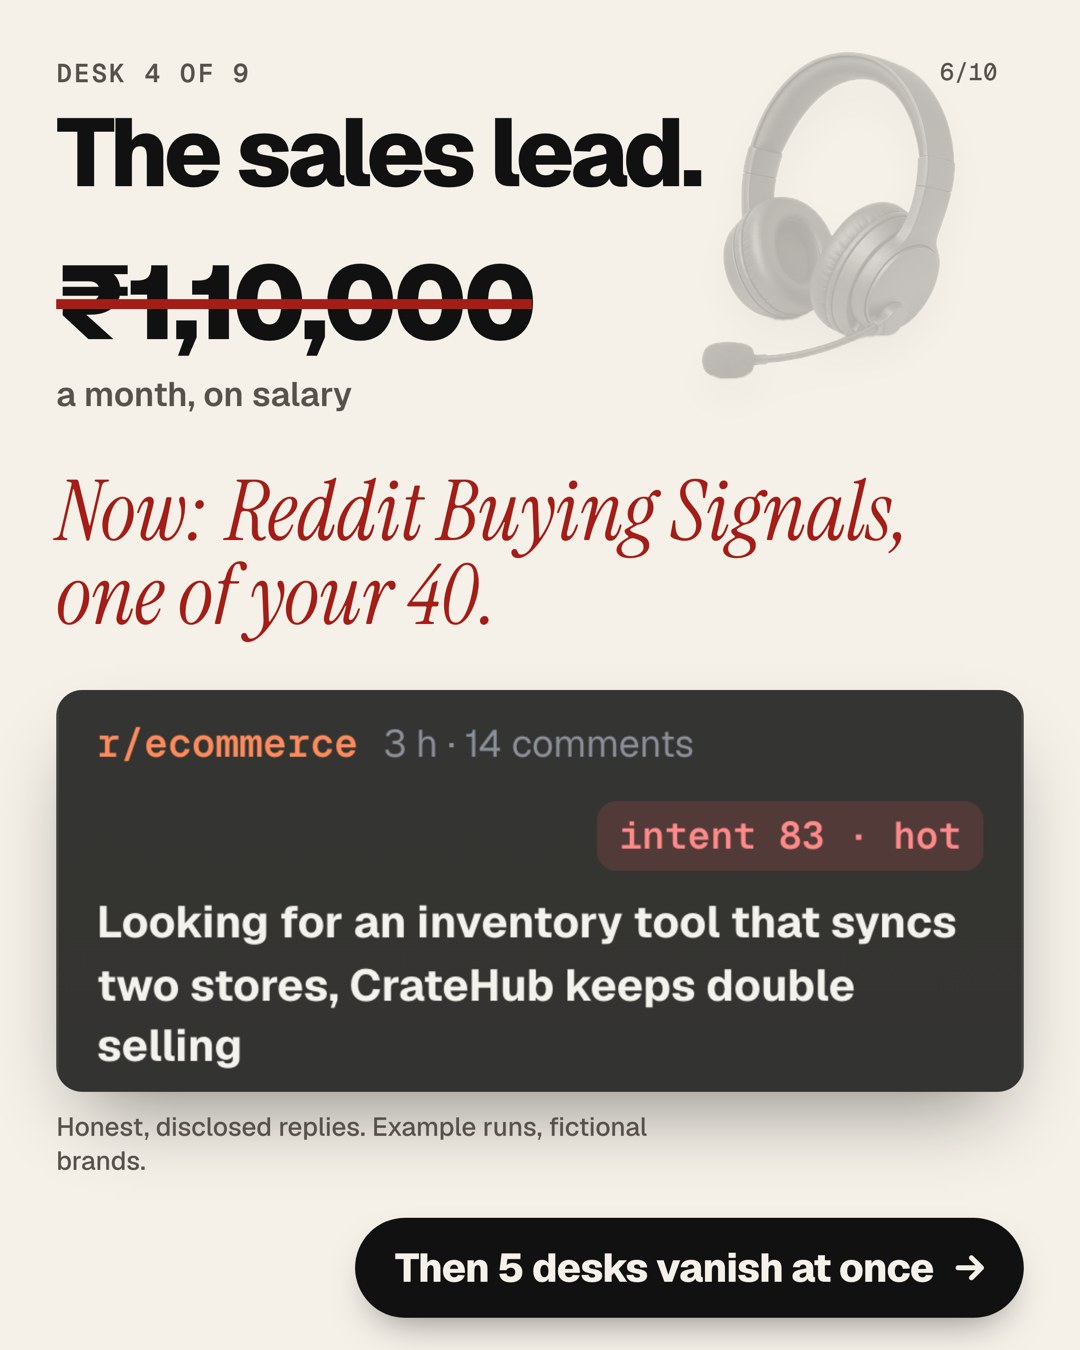 DESK 4 OF 9
6/10
The sales lead.
₹1,10,000
a month, on salary
Now: Reddit Buying Signals,
one of your 40.
r/ecommerce 3 h · 14 comments
intent 83 · hot
Looking for an inventory tool that syncs
two stores, CrateHub keeps double
selling
Honest, disclosed replies. Example runs, fictional
brands.
Then 5 desks vanish at once →